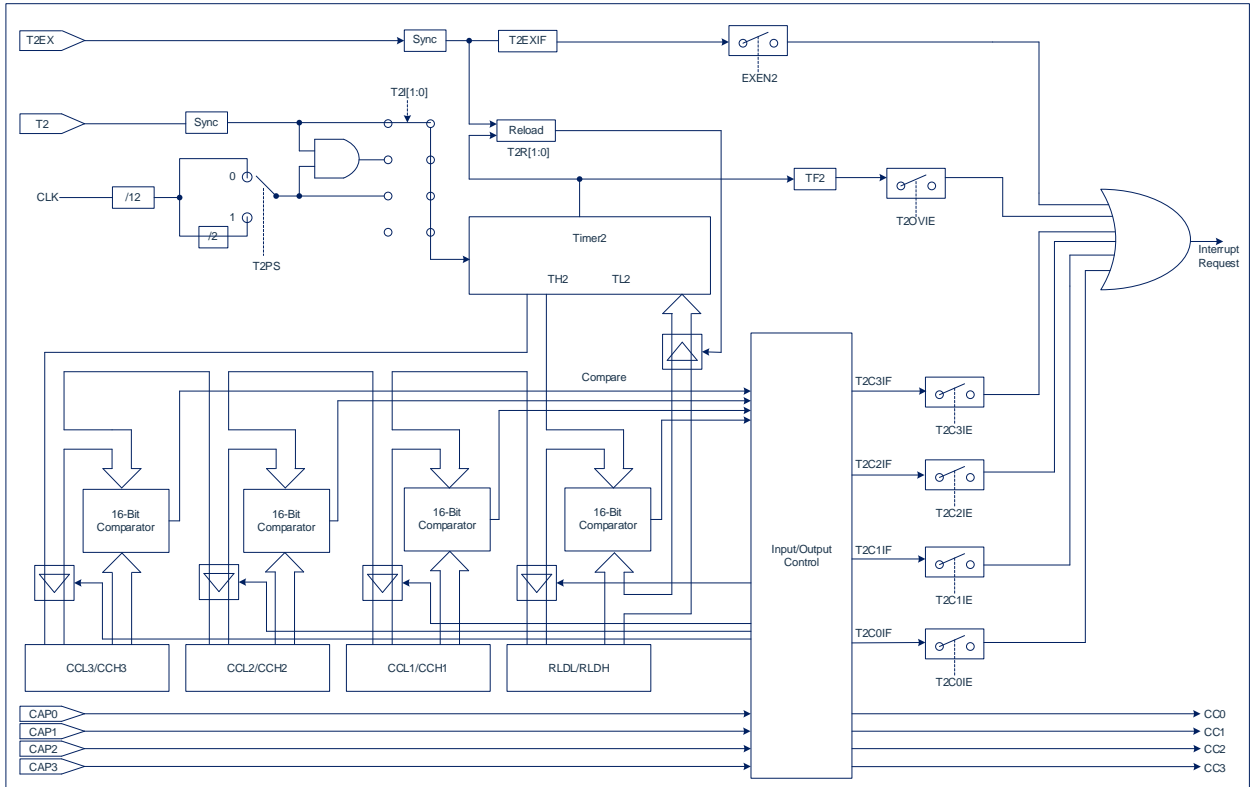 T2EX
Sync
T2EXIF
EXEN2
T2I[1:0]
T2
Sync
Reload
T2R[1:0]
CLK
/12
0
1
/2
T2PS
TF2
T2OVIE
Timer2
TH2
TL2
Interrupt
Request
Compare
16-Bit
Comparator
16-Bit
Comparator
16-Bit
Comparator
16-Bit
Comparator
Input/Output
Control
T2C3IF
T2C3IE
T2C2IF
T2C2IE
T2C1IF
T2C1IE
T2C0IF
T2C0IE
CCL3/CCH3
CCL2/CCH2
CCL1/CCH1
RLDL/RLDH
CAP0
CAP1
CAP2
CAP3
CC0
CC1
CC2
CC3